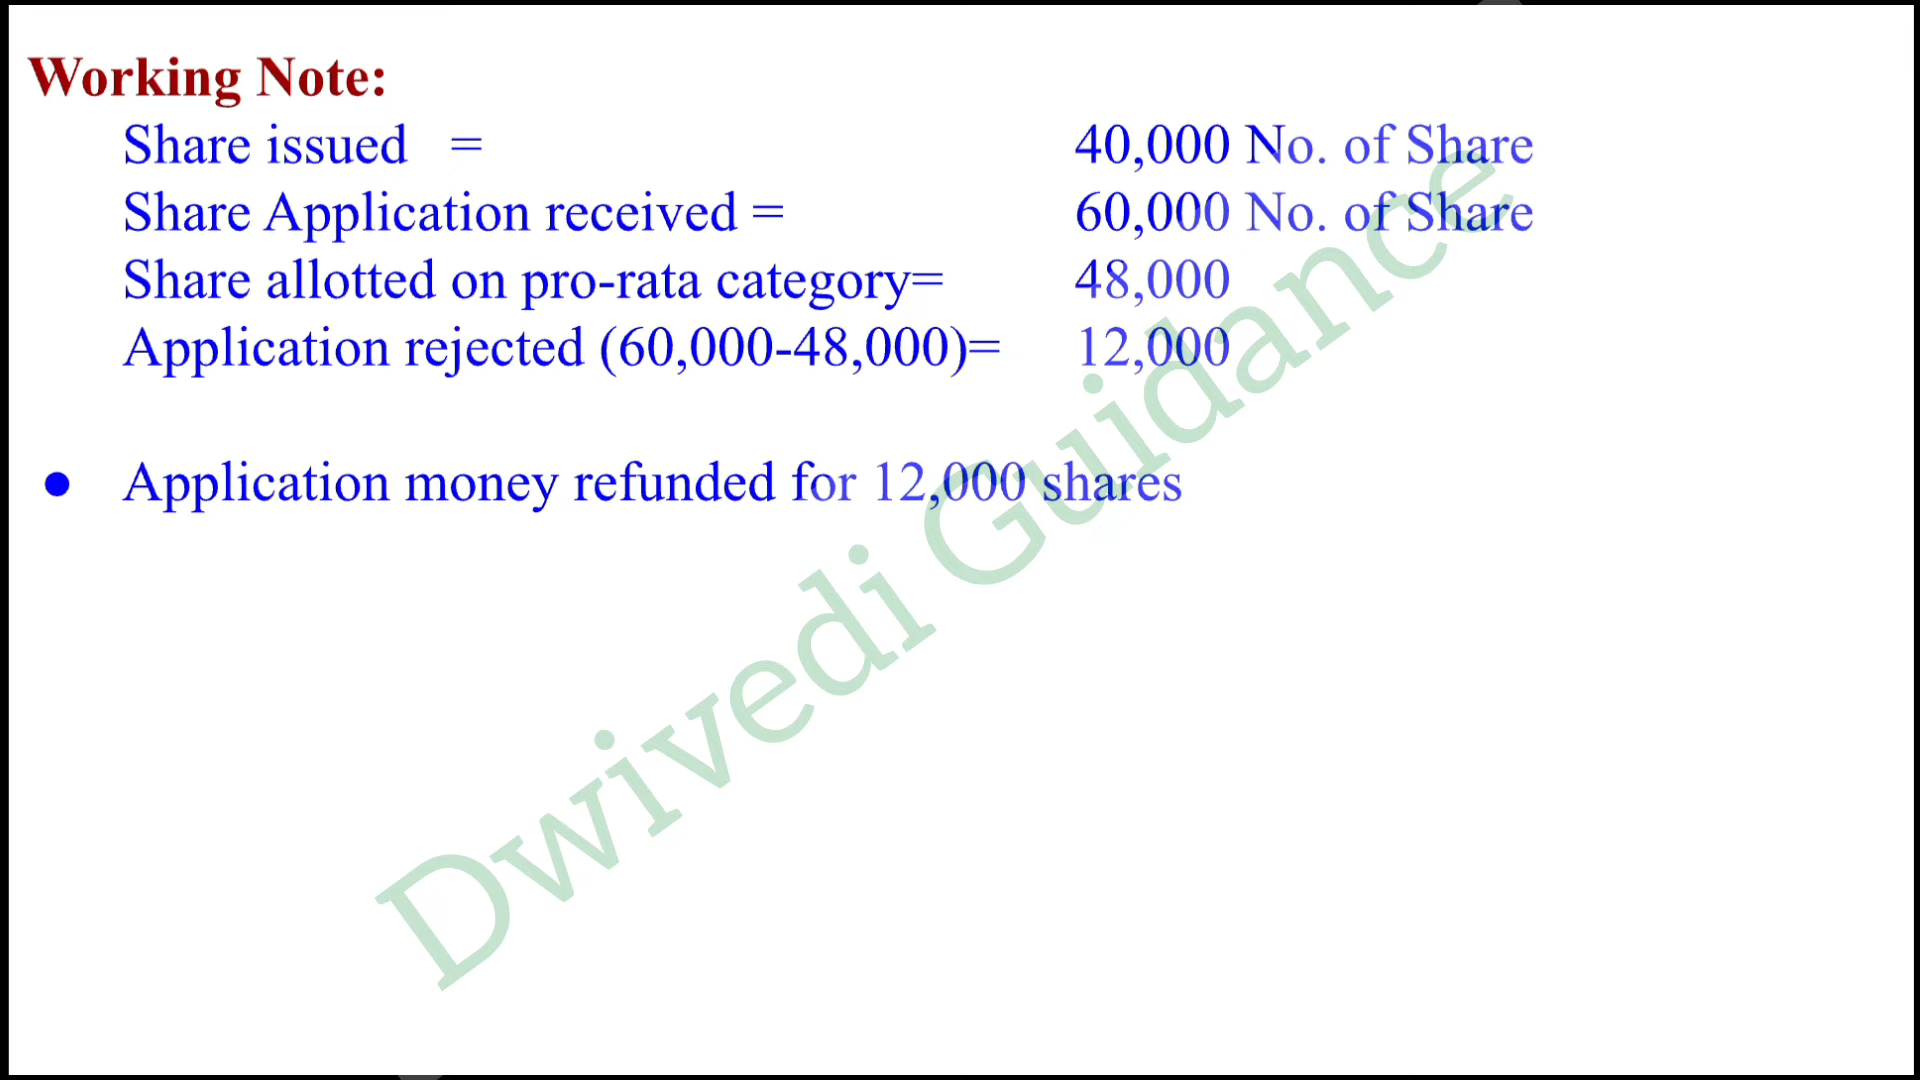 Working Note:
Share issued = 40,000 No. of Share
Share Application received = 60,000 No. of Share
Share allotted on pro-rata category= 48,000
Application rejected (60,000-48,000)= 12,000
● Application money refunded for 12,000 shares
Dwivedi Guidance